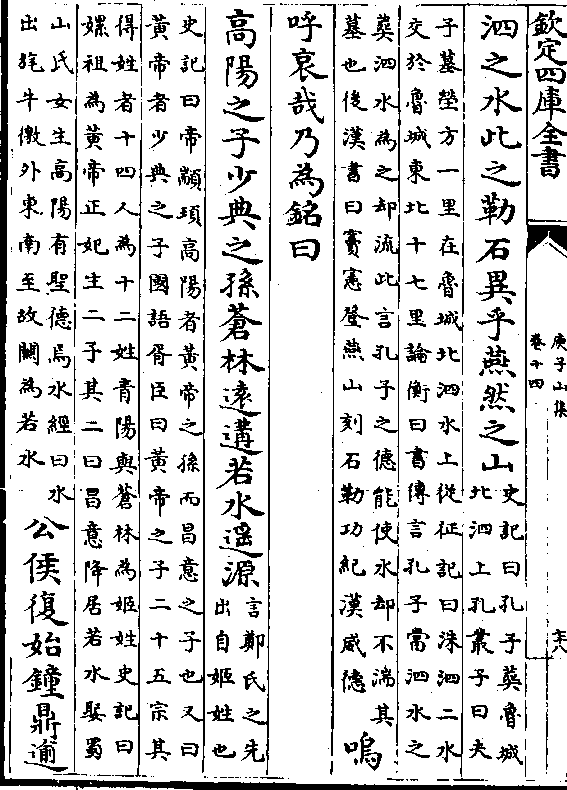 欽定四庫全書
庚子山集
卷十四
泗之水此之勒石異乎燕然之山
史記曰孔子葬魯城
北泗上孔叢子曰夫
子墓塋方一里在魯城北泗水上從征記曰洙泗二水
交於魯城東北十七里論衡曰書傳言孔子當泗水之
葬泗水為之却流此言孔子之德能使水却不湍其
墓也後漢書曰竇憲登燕山刻石勒功紀漢威德
嗚
呼哀哉乃為銘曰
高陽之子少典之孫蒼林遠遘若水遥源
言鄭氏之先
出自姬姓也
史記曰帝顓頊高陽者黃帝之孫而昌意之子也又曰
黃帝者少典之子國語胥臣曰黃帝之子二十五宗其
得姓者十四人為十二姓青陽與蒼林為姬姓史記曰
嫘祖為黃帝正妃生二子其二曰昌意降居若水娶蜀
山氏女生高陽有聖德焉水經曰水
出旄牛徼外東南至故關為若水
公侯復始鐘鼎逾